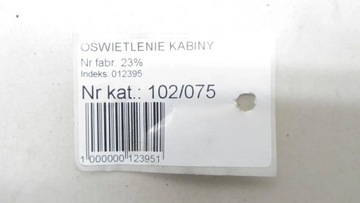 OSWIETLENIE KABINY
Nr fabr. 23%
Indeks: 012395
Nr kat.: 102/075
1 000000 123951